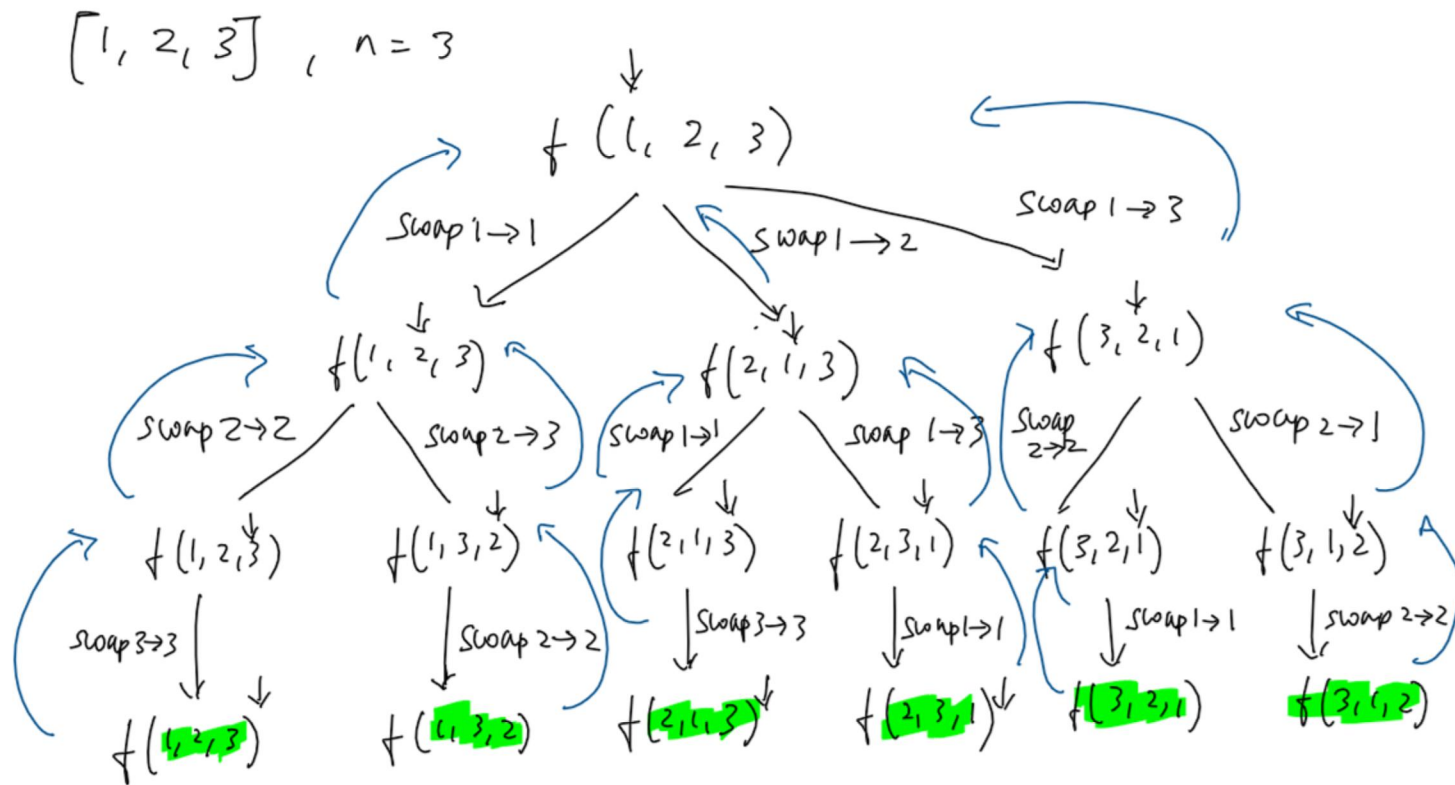 [1, 2, 3] , n = 3
f (1, 2, 3)
swap 1→1
swap 1→2
swap 1→3
f(1, 2, 3)
f(2, 1, 3)
f(3, 2, 1)
swap 2→2
swap 2→3
swap 1→1
swap 1→3
swap
2→2
swap 2→1
f(1, 2, 3)
f(1, 3, 2)
f(2, 1, 3)
f(2, 3, 1)
f(3, 2, 1)
f(3, 1, 2)
swap 3→3
swap 2→2
swap 3→3
swap 1→1
swap 1→1
swap 2→2
f(1, 2, 3)
f(1, 3, 2)
f(2, 1, 3)
f(2, 3, 1)
f(3, 2, 1)
f(3, 1, 2)